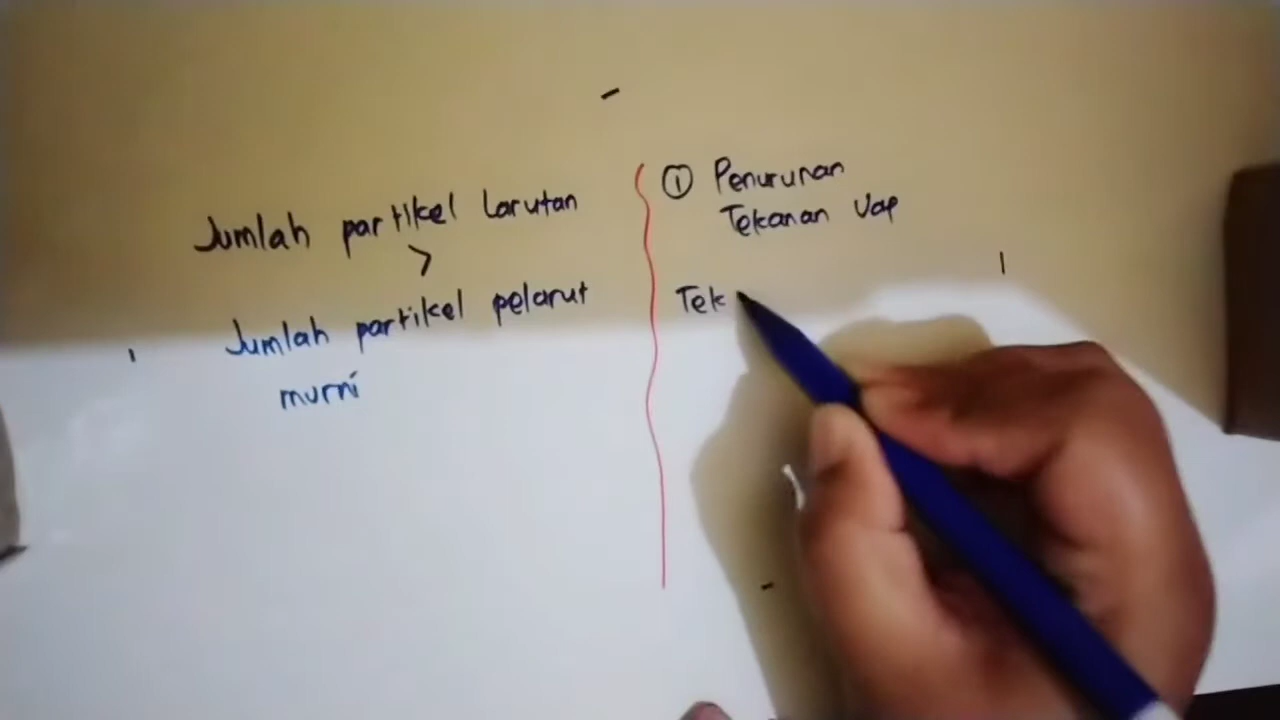 Jumlah partikel Larutan
>
Jumlah partikel pelarut
murni
① Penurunan
Tekanan Uap
Tek